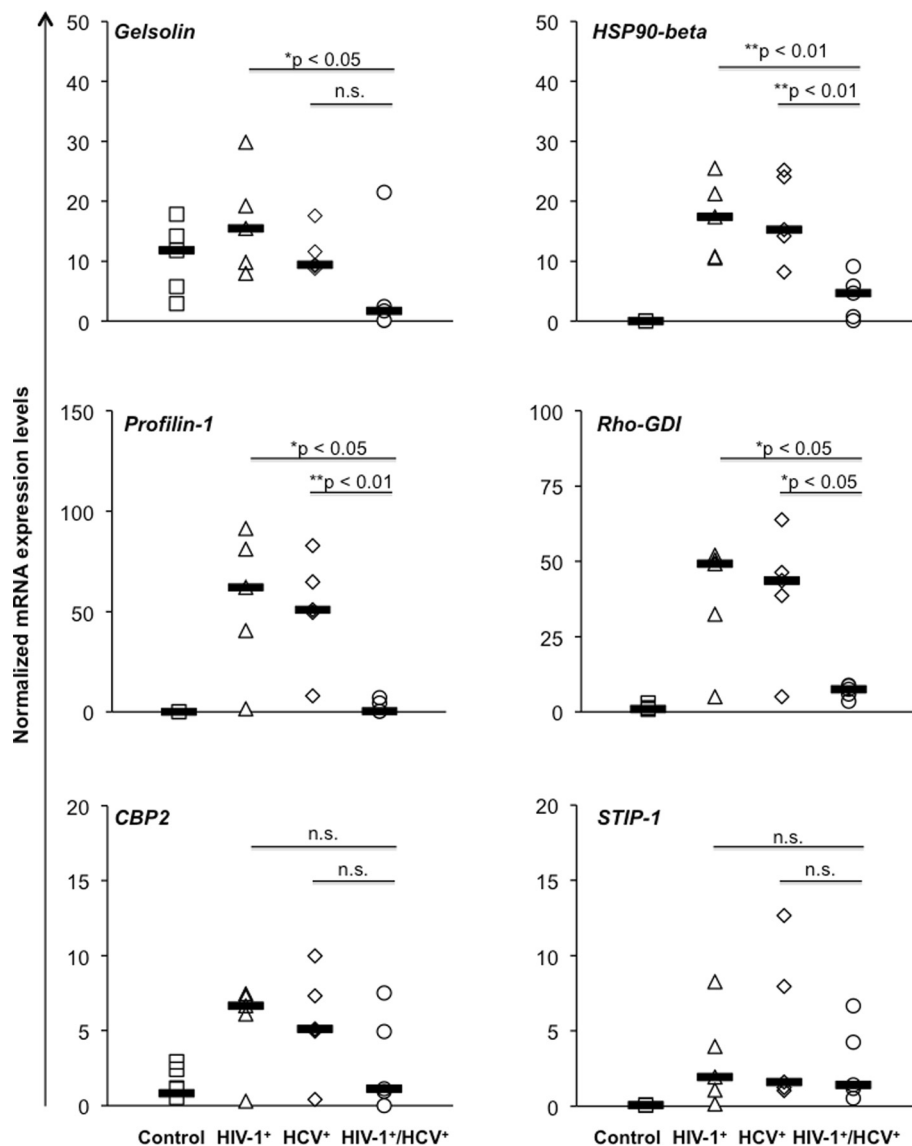 Normalized mRNA expression levels
Gelsolin
50
40
30
20
10
0
*p < 0.05
n.s.
HSP90-beta
50
40
30
20
10
0
**p < 0.01
**p < 0.01
Profilin-1
150
100
50
0
*p < 0.05
**p < 0.01
Rho-GDI
100
75
50
25
0
*p < 0.05
*p < 0.05
CBP2
20
15
10
5
0
n.s.
n.s.
STIP-1
20
15
10
5
0
n.s.
n.s.
Control HIV-1⁺ HCV⁺ HIV-1⁺/HCV⁺
Control HIV-1⁺ HCV⁺ HIV-1⁺/HCV⁺